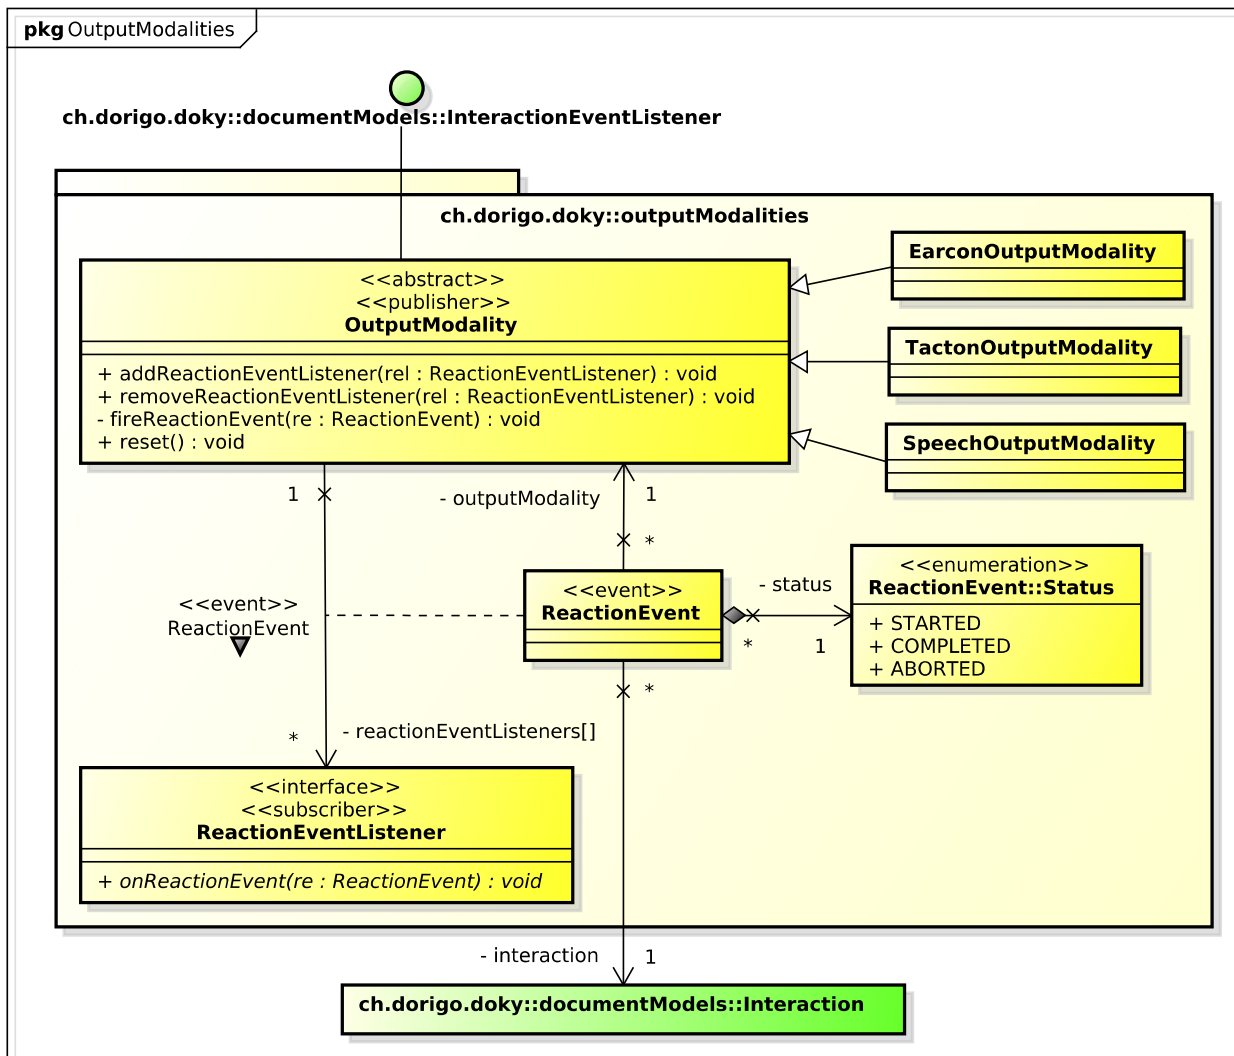 pkg OutputModalities
ch.dorigo.doky::documentModels::InteractionEventListener
ch.dorigo.doky::outputModalities
<<abstract>>
<<publisher>>
OutputModality
+ addReactionEventListener(rel : ReactionEventListener) : void
+ removeReactionEventListener(rel : ReactionEventListener) : void
- fireReactionEvent(re : ReactionEvent) : void
+ reset() : void
EarconOutputModality
TactonOutputModality
SpeechOutputModality
1
- outputModality
1
*
<<event>>
ReactionEvent
<<event>>
ReactionEvent
- status
*
1
<<enumeration>>
ReactionEvent::Status
+ STARTED
+ COMPLETED
+ ABORTED
*
*
- reactionEventListeners[]
<<interface>>
<<subscriber>>
ReactionEventListener
+ onReactionEvent(re : ReactionEvent) : void
- interaction
1
ch.dorigo.doky::documentModels::Interaction